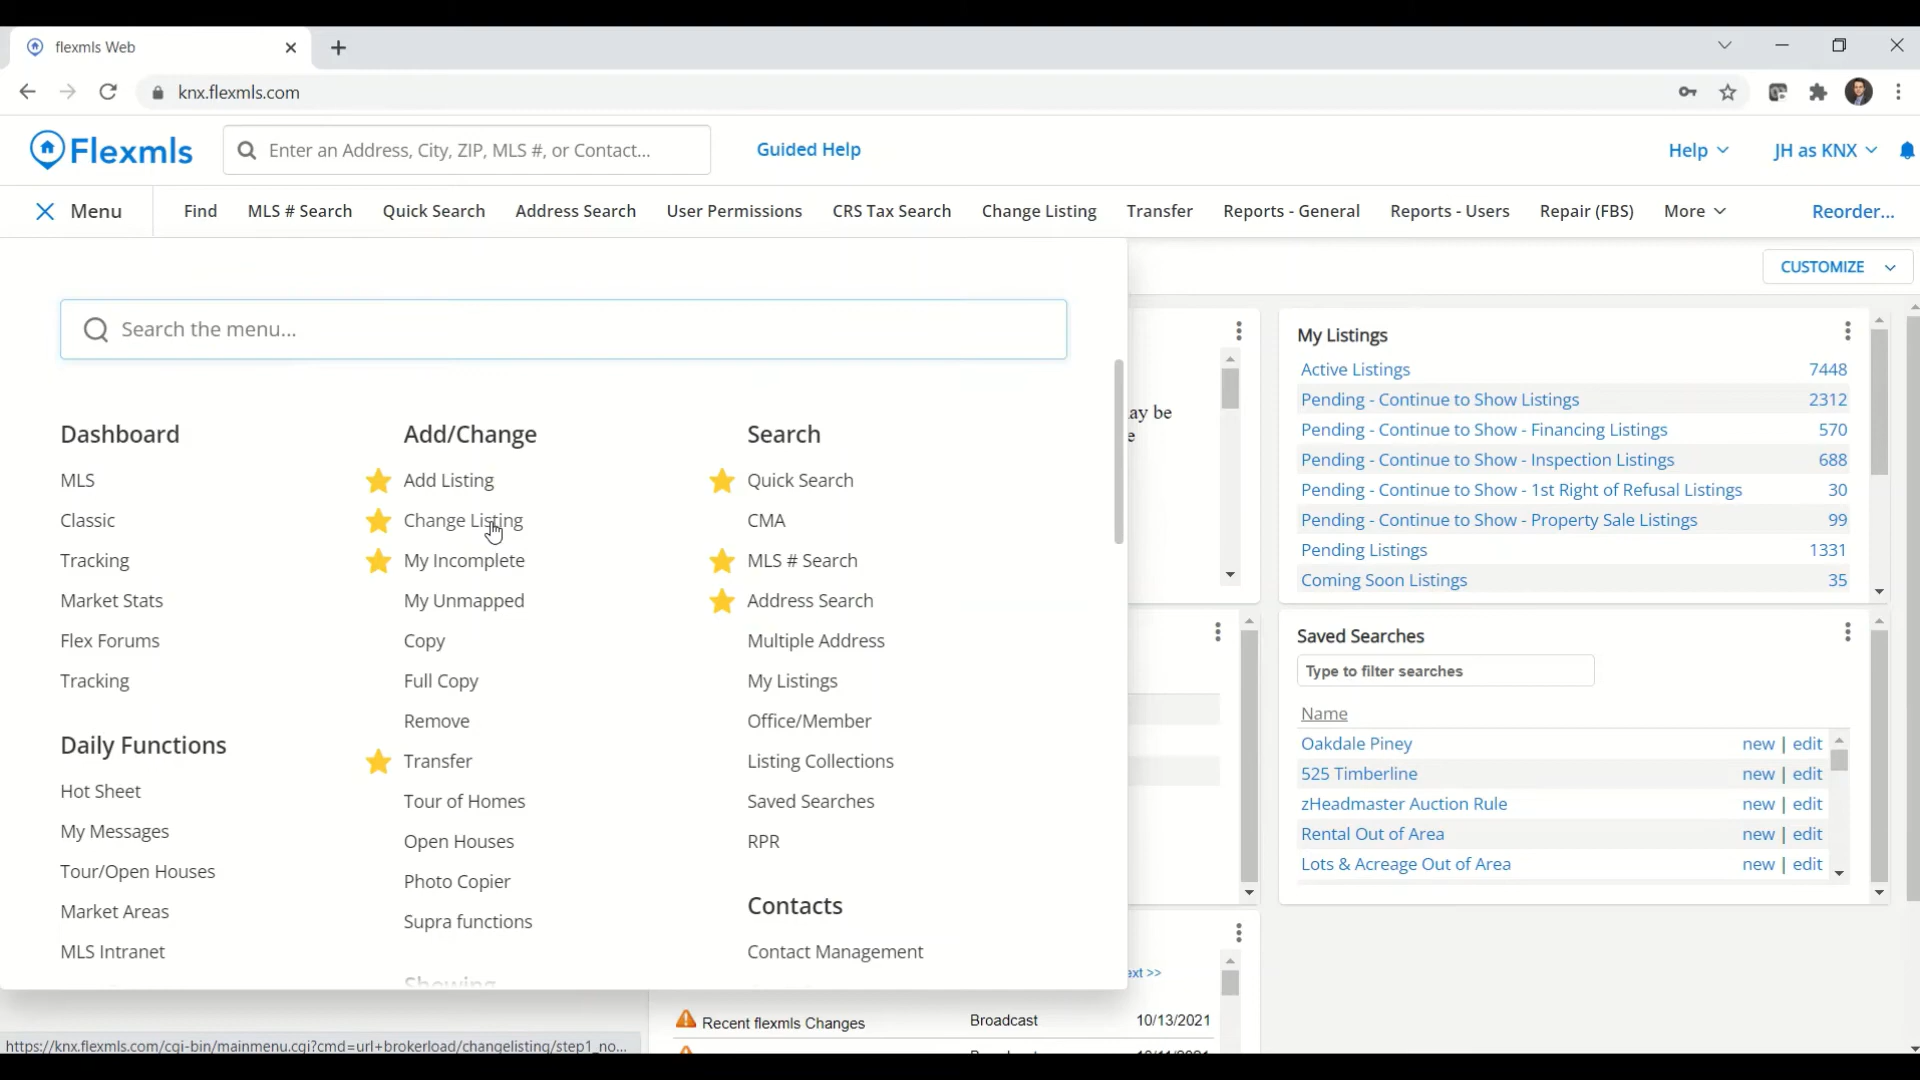 flexmls Web
knx.flexmls.com
Flexmls
Enter an Address, City, ZIP, MLS #, or Contact...
Guided Help
Help
JH as KNX
Menu
Find
MLS # Search
Quick Search
Address Search
User Permissions
CRS Tax Search
Change Listing
Transfer
Reports - General
Reports - Users
Repair (FBS)
More
Reorder...
CUSTOMIZE
Search the menu...
Dashboard
MLS
Classic
Tracking
Market Stats
Flex Forums
Tracking
Daily Functions
Hot Sheet
My Messages
Tour/Open Houses
Market Areas
MLS Intranet
Add/Change
Add Listing
Change Listing
My Incomplete
My Unmapped
Copy
Full Copy
Remove
Transfer
Tour of Homes
Open Houses
Photo Copier
Supra functions
Showing
Search
Quick Search
CMA
MLS # Search
Address Search
Multiple Address
My Listings
Office/Member
Listing Collections
Saved Searches
RPR
Contacts
Contact Management
ay be
e
ext >>
Recent flexmls Changes Broadcast 10/13/2021
My Listings
Active Listings 7448
Pending - Continue to Show Listings 2312
Pending - Continue to Show - Financing Listings 570
Pending - Continue to Show - Inspection Listings 688
Pending - Continue to Show - 1st Right of Refusal Listings 30
Pending - Continue to Show - Property Sale Listings 99
Pending Listings 1331
Coming Soon Listings 35
Saved Searches
Type to filter searches
Name
Oakdale Piney new | edit
525 Timberline new | edit
zHeadmaster Auction Rule new | edit
Rental Out of Area new | edit
Lots & Acreage Out of Area new | edit
https://knx.flexmls.com/cgi-bin/mainmenu.cgi?cmd=url+brokerload/changelisting/step1_no...